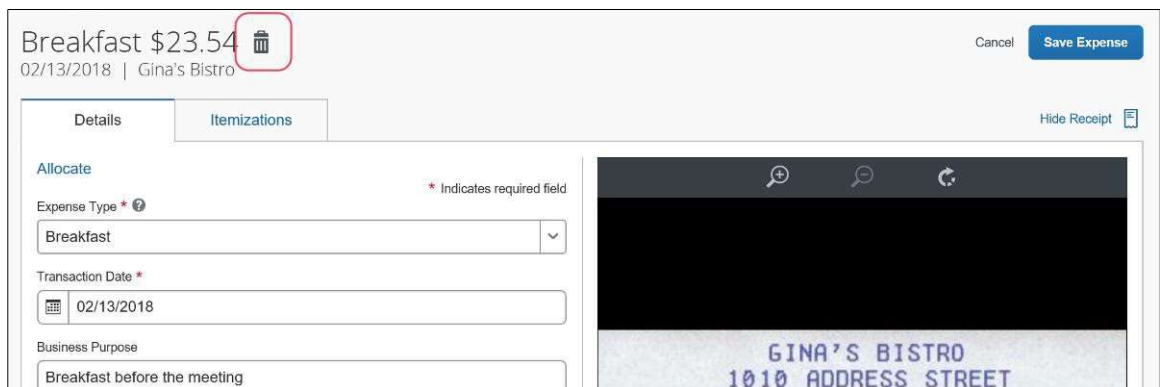 Breakfast $23.54
02/13/2018 | Gina's Bistro
Cancel
Save Expense
Details
Itemizations
Hide Receipt
Allocate
* Indicates required field
Expense Type *
Breakfast
Transaction Date *
02/13/2018
Business Purpose
Breakfast before the meeting
GINA'S BISTRO
1010 ADDRESS STREET